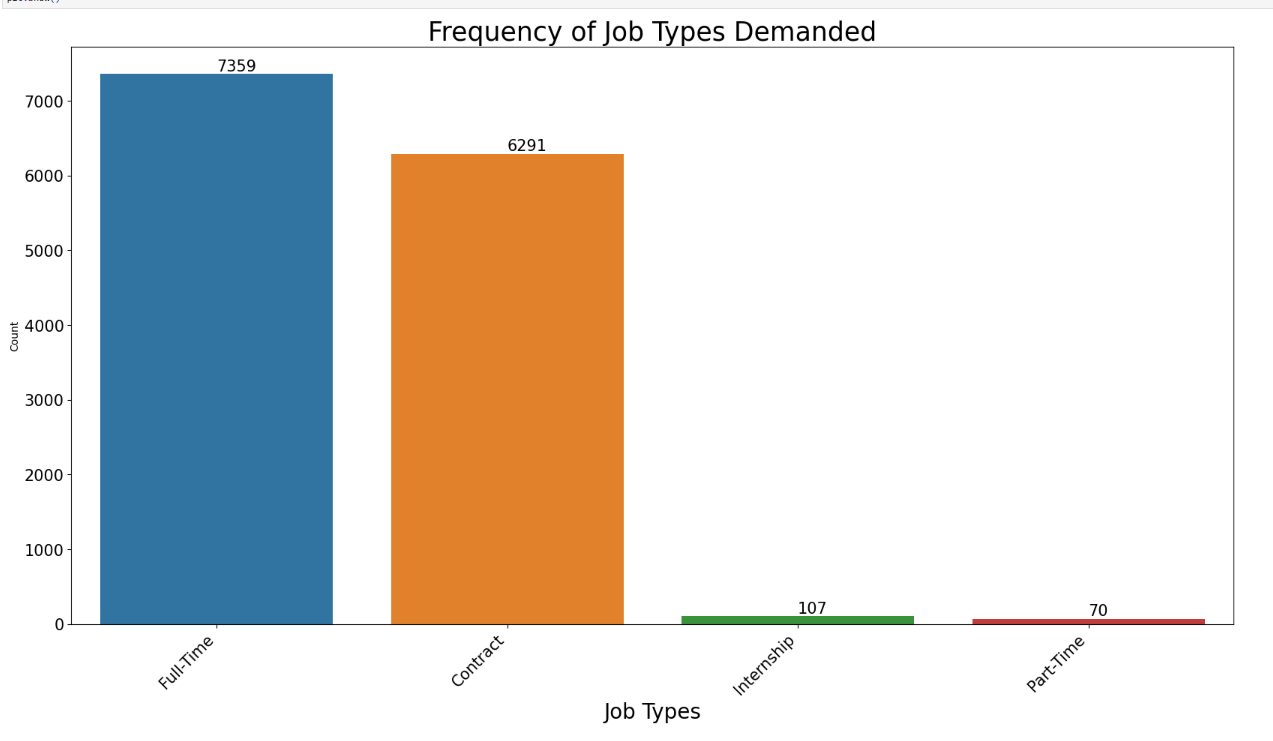 Frequency of Job Types Demanded
7359
7000
6291
6000
5000
4000
Count
3000
2000
1000
107
70
0
Full-Time
Contract
Internship
Part-Time
Job Types